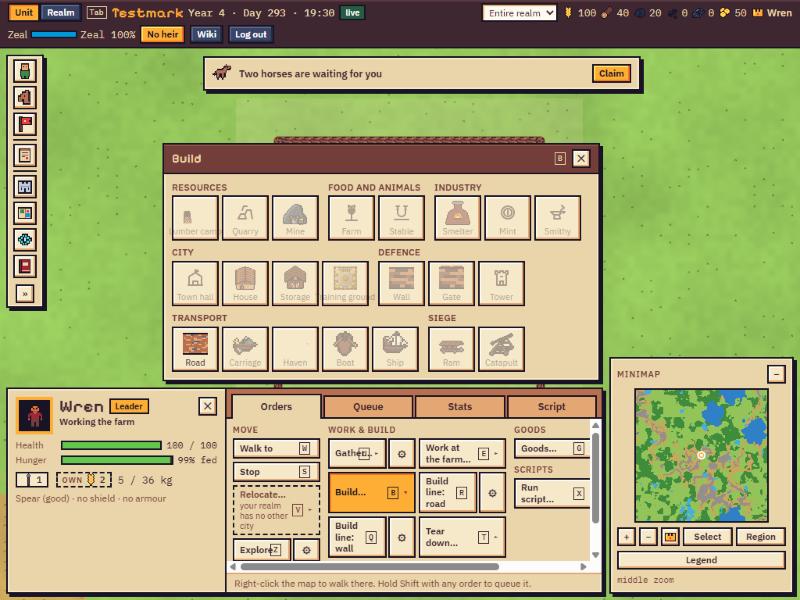 Unit Realm Tab Testmark Year 4 · Day 293 · 19:30 live Entire realm 100 40 20 0 0 50 Wren
Zeal Zeal 100% No heir Wiki Log out
Two horses are waiting for you Claim
Build B
RESOURCES FOOD AND ANIMALS INDUSTRY
Lumber camp Quarry Mine Farm Stable Smelter Mint Smithy
CITY DEFENCE
Town hall House Storage Training ground Wall Gate Tower
TRANSPORT SIEGE
Road Carriage Haven Boat Ship Ram Catapult
»
Wren Leader
Working the farm
Health 100 / 100
Hunger 99% fed
1 OWN 2 5 / 36 kg
Spear (good) · no shield · no armour
Orders Queue Stats Script
MOVE
Walk to W
Stop S
Relocate...
your realm
has no other
city
V
Explore Z
WORK & BUILD
Gather... Work at
the farm... E
Build... B Build
line:
road R
Build
line:
wall Q Tear
down... T
GOODS
Goods... G
SCRIPTS
Run
script... X
Right-click the map to walk there. Hold Shift with any order to queue it.
MINIMAP −
+ − Select Region
Legend
middle zoom